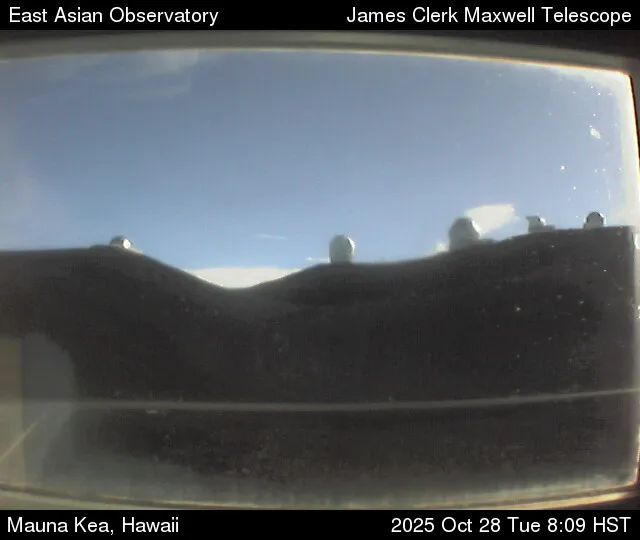 East Asian Observatory
James Clerk Maxwell Telescope
Mauna Kea, Hawaii
2025 Oct 28 Tue 8:09 HST